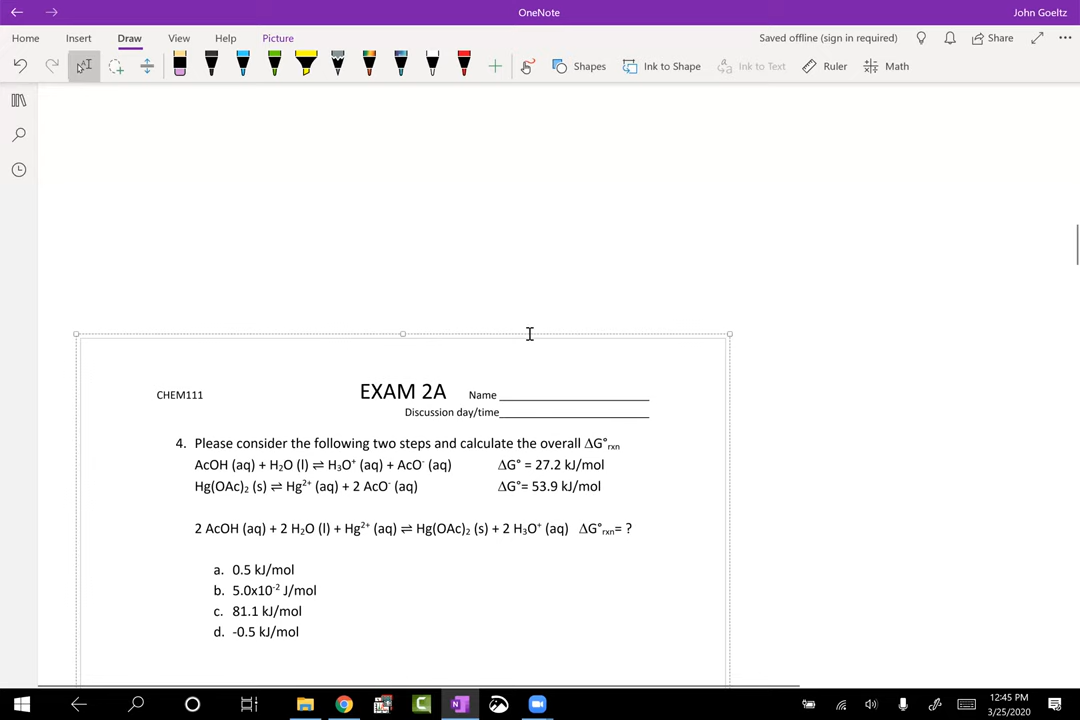 OneNote
John Goeltz
Home Insert Draw View Help Picture
Saved offline (sign in required)
Share
Shapes Ink to Shape Ink to Text Ruler Math
CHEM111 EXAM 2A Name ____________________
Discussion day/time____________________
4. Please consider the following two steps and calculate the overall ΔG°rxn
AcOH (aq) + H₂O (l) ⇌ H₃O⁺ (aq) + AcO⁻ (aq) ΔG° = 27.2 kJ/mol
Hg(OAc)₂ (s) ⇌ Hg²⁺ (aq) + 2 AcO⁻ (aq) ΔG°= 53.9 kJ/mol
2 AcOH (aq) + 2 H₂O (l) + Hg²⁺ (aq) ⇌ Hg(OAc)₂ (s) + 2 H₃O⁺ (aq) ΔG°rxn= ?
a. 0.5 kJ/mol
b. 5.0x10⁻² J/mol
c. 81.1 kJ/mol
d. -0.5 kJ/mol
12:45 PM
3/25/2020